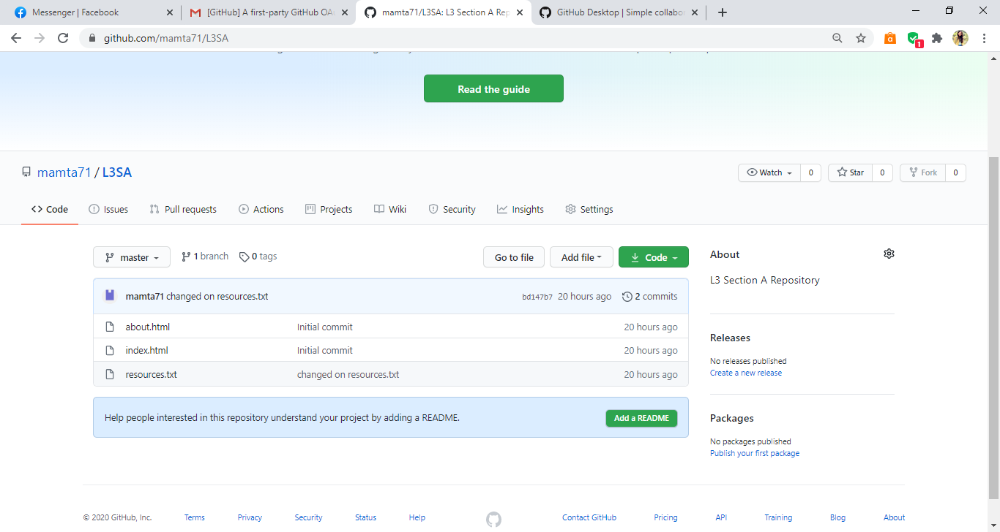 Messenger | Facebook
[GitHub] A first-party GitHub OA
mamta71/L3SA: L3 Section A Rep
GitHub Desktop | Simple collabo
github.com/mamta71/L3SA
1
Read the guide
mamta71 / L3SA
Watch 0
Star 0
Fork 0
Code
Issues
Pull requests
Actions
Projects
Wiki
Security
Insights
Settings
master
1 branch
0 tags
Go to file
Add file
Code
mamta71 changed on resources.txt
bd147b7 20 hours ago
2 commits
about.html Initial commit 20 hours ago
index.html Initial commit 20 hours ago
resources.txt changed on resources.txt 20 hours ago
Help people interested in this repository understand your project by adding a README.
Add a README
About
L3 Section A Repository
Releases
No releases published
Create a new release
Packages
No packages published
Publish your first package
© 2020 GitHub, Inc.
Terms
Privacy
Security
Status
Help
Contact GitHub
Pricing
API
Training
Blog
About